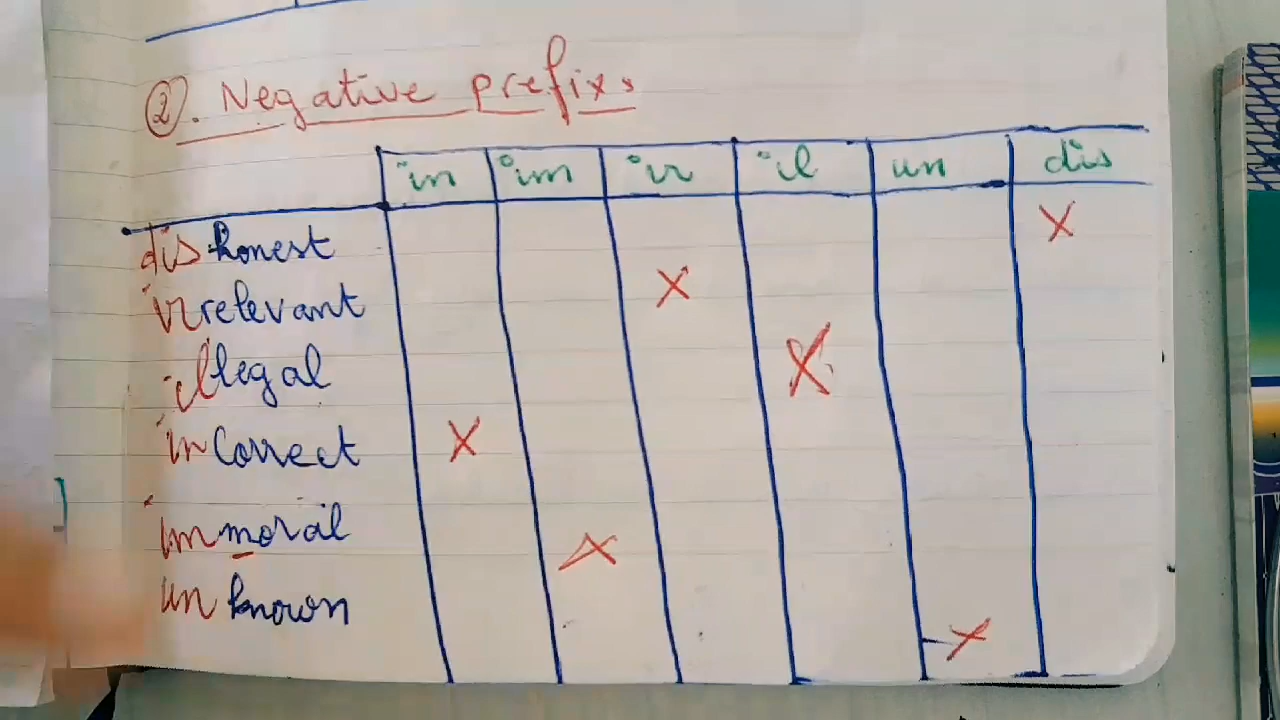 ②. Negative prefixs
in im ir il un dis
dishonest X
irrelevant X
illegal X
incorrect X
immoral X
unknown X